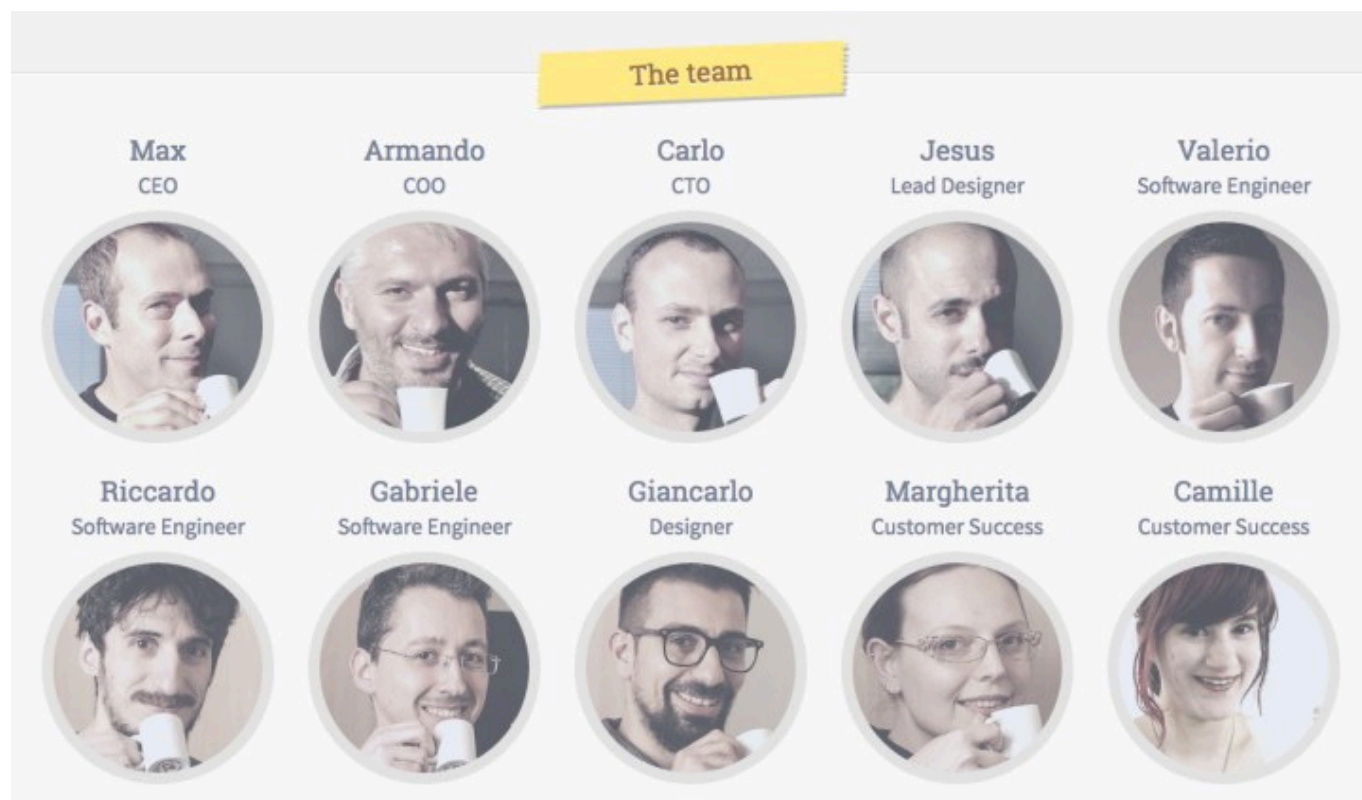 The team
Max Armando Carlo Jesus Valerio
CEO COO CTO Lead Designer Software Engineer
Riccardo Gabriele Giancarlo Margherita Camille
Software Engineer Software Engineer Designer Customer Success Customer Success